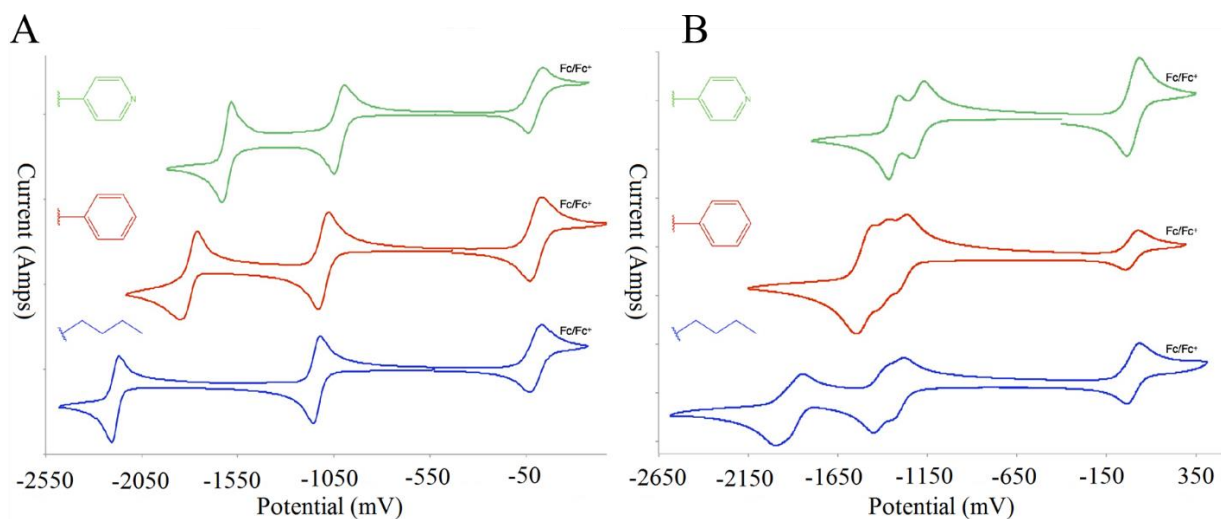 A
B
Fc/Fc⁺
Fc/Fc⁺
N
N
Fc/Fc⁺
Fc/Fc⁺
Fc/Fc⁺
Fc/Fc⁺
Current (Amps)
Current (Amps)
-2550 -2050 -1550 -1050 -550 -50
-2650 -2150 -1650 -1150 -650 -150 350
Potential (mV)
Potential (mV)